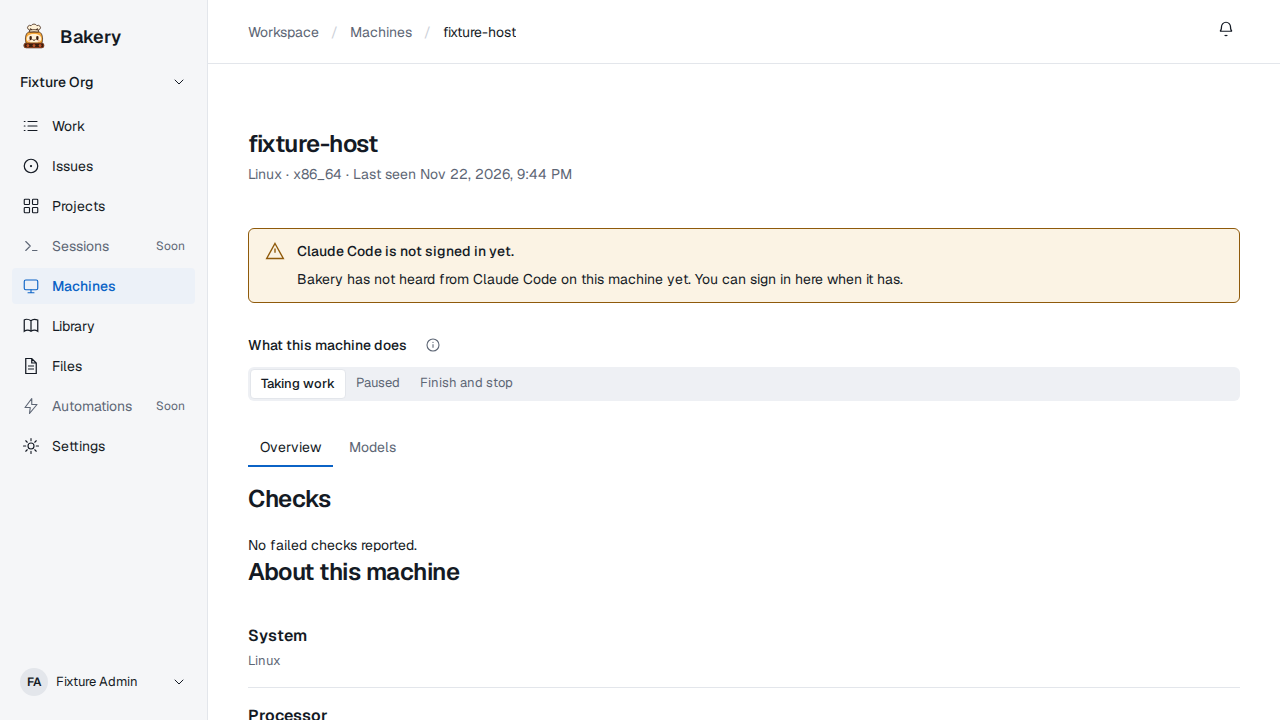 Bakery
Fixture Org
Work
Issues
Projects
Sessions Soon
Machines
Library
Files
Automations Soon
Settings
FA Fixture Admin
Workspace / Machines / fixture-host
fixture-host
Linux · x86_64 · Last seen Nov 22, 2026, 9:44 PM
Claude Code is not signed in yet.
Bakery has not heard from Claude Code on this machine yet. You can sign in here when it has.
What this machine does
Taking work Paused Finish and stop
Overview Models
Checks
No failed checks reported.
About this machine
System
Linux
Processor